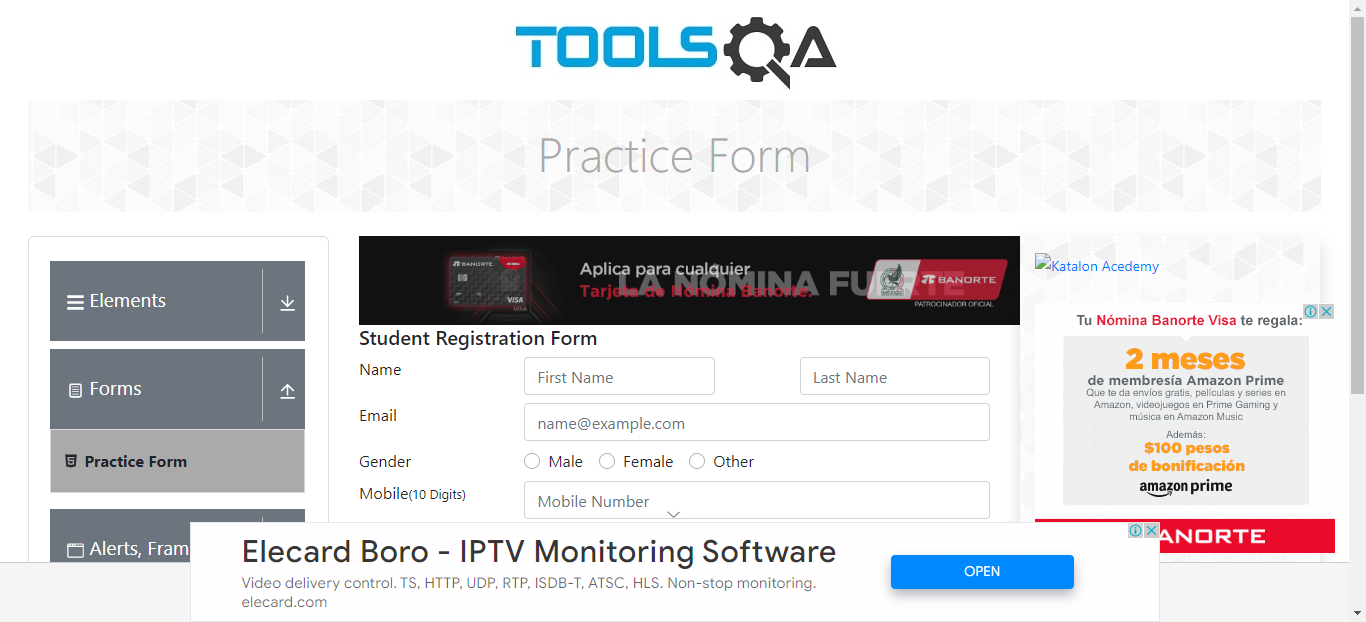 TOOLSQA
Practice Form
Elements
Forms
Practice Form
Alerts, Fram
BANORTE
VISA
Aplica para cualquier
Tarjeta de Nómina Banorte.
LA NÓMINA FUERTE
BANORTE
PATROCINADOR OFICIAL
Student Registration Form
Name
First Name
Last Name
Email
name@example.com
Gender
Male
Female
Other
Mobile(10 Digits)
Mobile Number
Katalon Acedemy
Tu Nómina Banorte Visa te regala:
2 meses
de membresía Amazon Prime
Que te da envíos gratis, películas y series en
Amazon, videojuegos en Prime Gaming y
música en Amazon Music
Además:
$100 pesos
de bonificación
amazon prime
ANORTE
Elecard Boro - IPTV Monitoring Software
Video delivery control. TS, HTTP, UDP, RTP, ISDB-T, ATSC, HLS. Non-stop monitoring.
elecard.com
OPEN